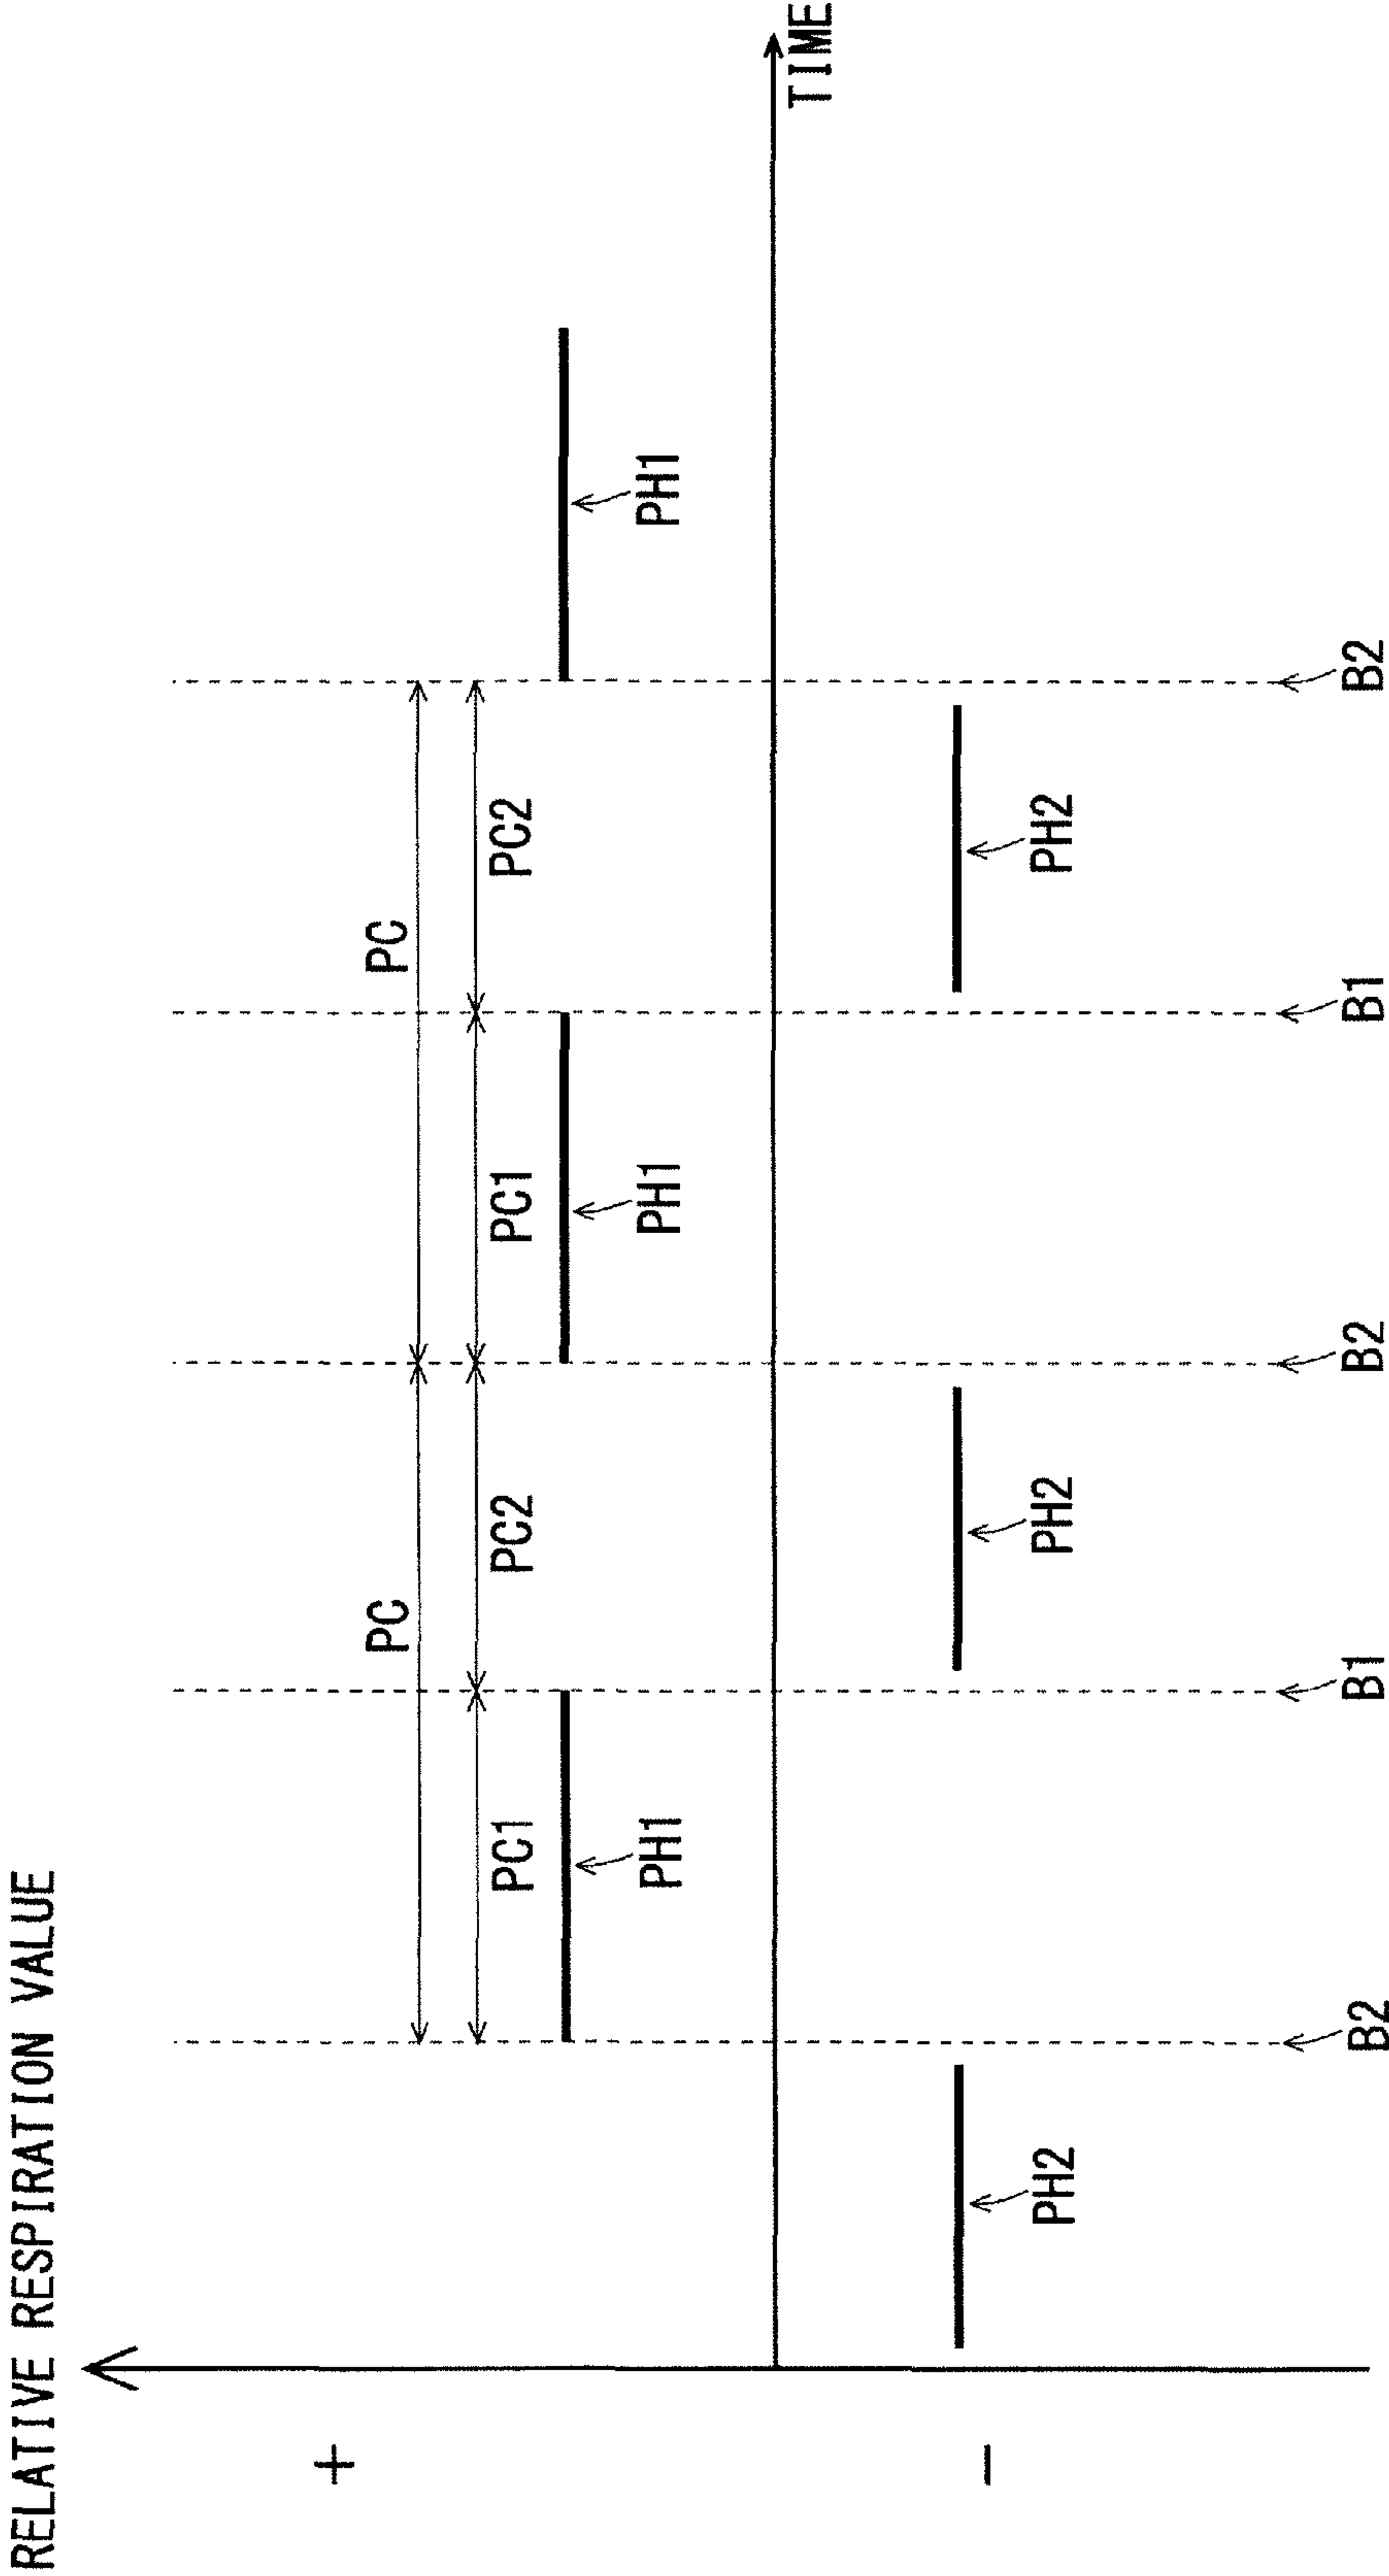 RELATIVE RESPIRATION VALUE
+
PC
PC
PC1
PC2
PC1
PC2
PH1
PH1
PH1
TIME
−
PH2
PH2
PH2
B2
B1
B2
B1
B2